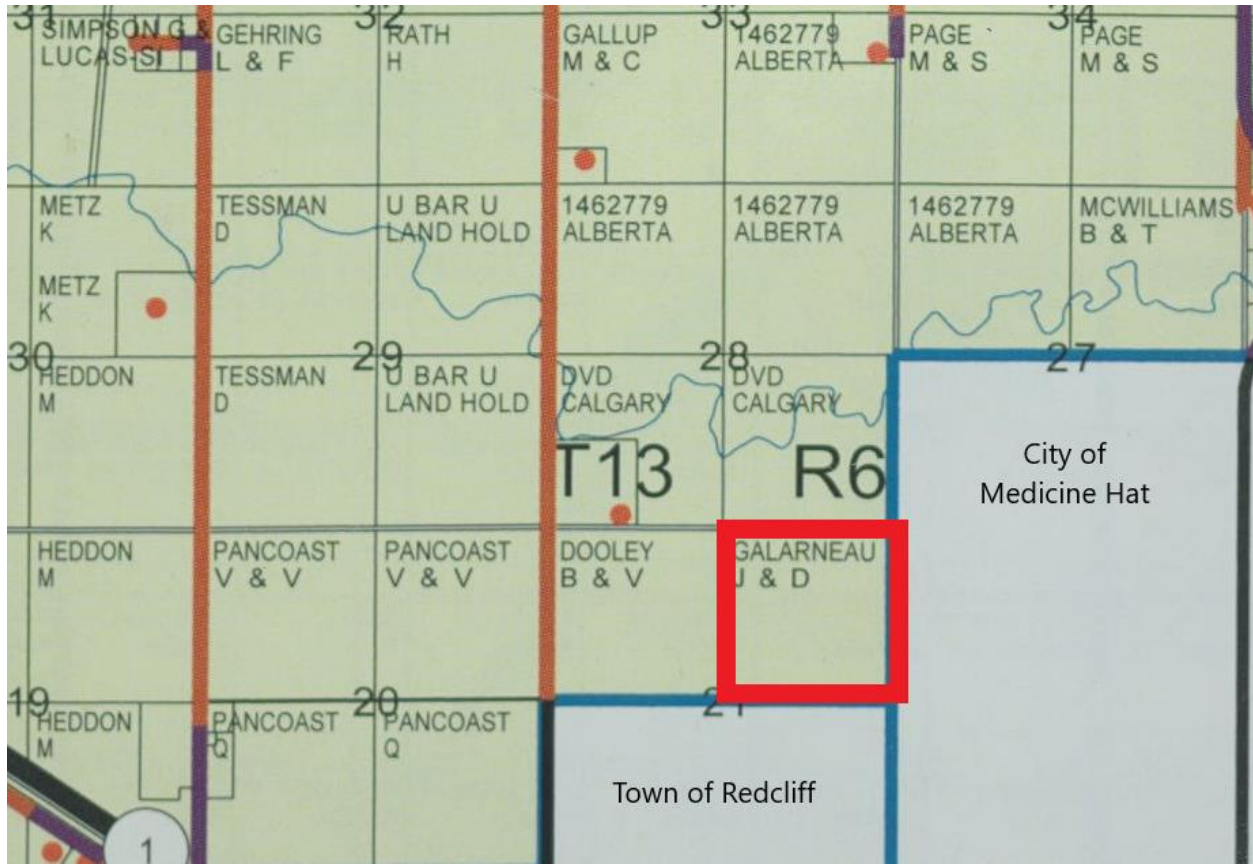 31
32
33
34
SIMPSON G &
LUCAS-SI
GEHRING
L & F
RATH
H
GALLUP
M & C
1462779
ALBERTA
PAGE
M & S
PAGE
M & S
METZ
K
TESSMAN
D
U BAR U
LAND HOLD
1462779
ALBERTA
1462779
ALBERTA
1462779
ALBERTA
MCWILLIAMS
B & T
METZ
K
30
29
28
27
HEDDON
M
TESSMAN
D
U BAR U
LAND HOLD
DVD
CALGARY
DVD
CALGARY
T13
R6
City of
Medicine Hat
HEDDON
M
PANCOAST
V & V
PANCOAST
V & V
DOOLEY
B & V
GALARNEAU
J & D
19
20
21
HEDDON
M
PANCOAST
Q
PANCOAST
Q
Town of Redcliff
1